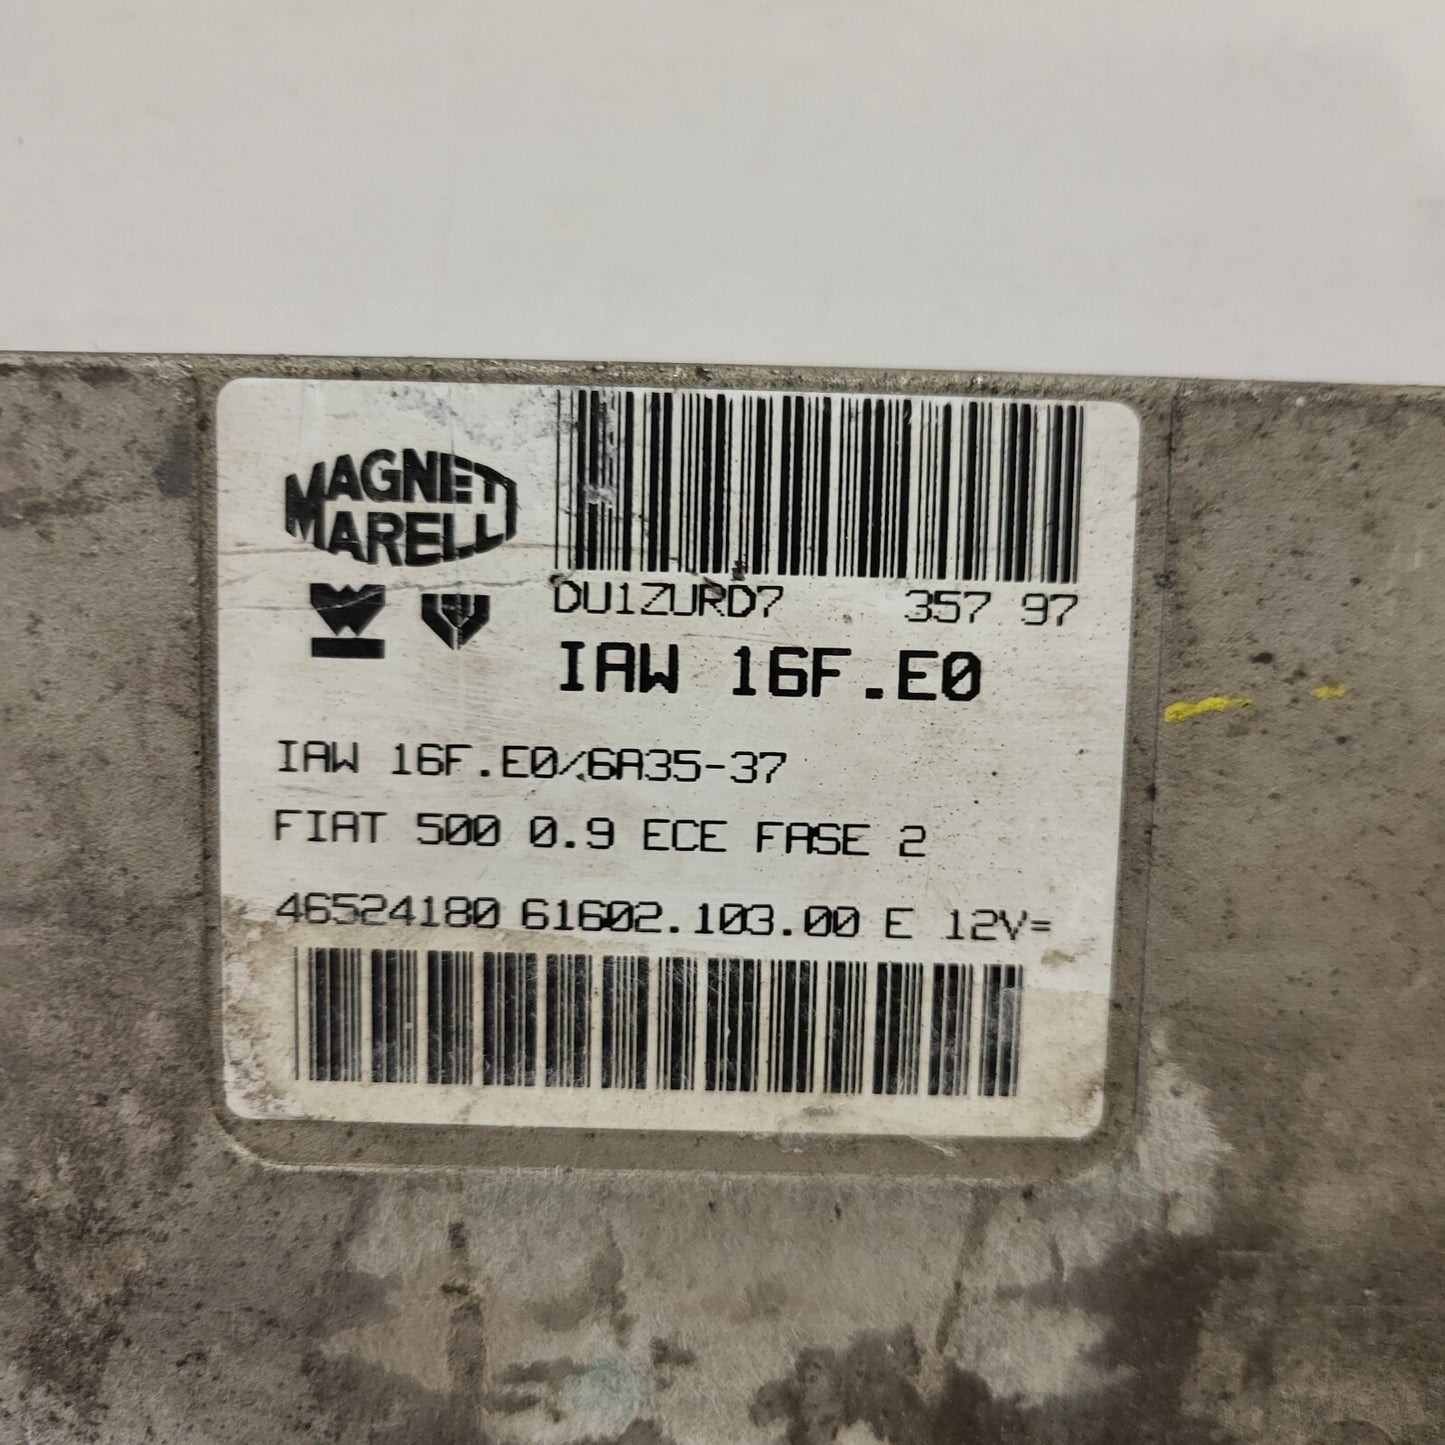 MAGNETI
MARELLI
DU1ZURD7 357 97
IAW 16F.E0
IAW 16F.E0/6A35-37
FIAT 500 0.9 ECE FASE 2
46524180 61602.103.00 E 12V=